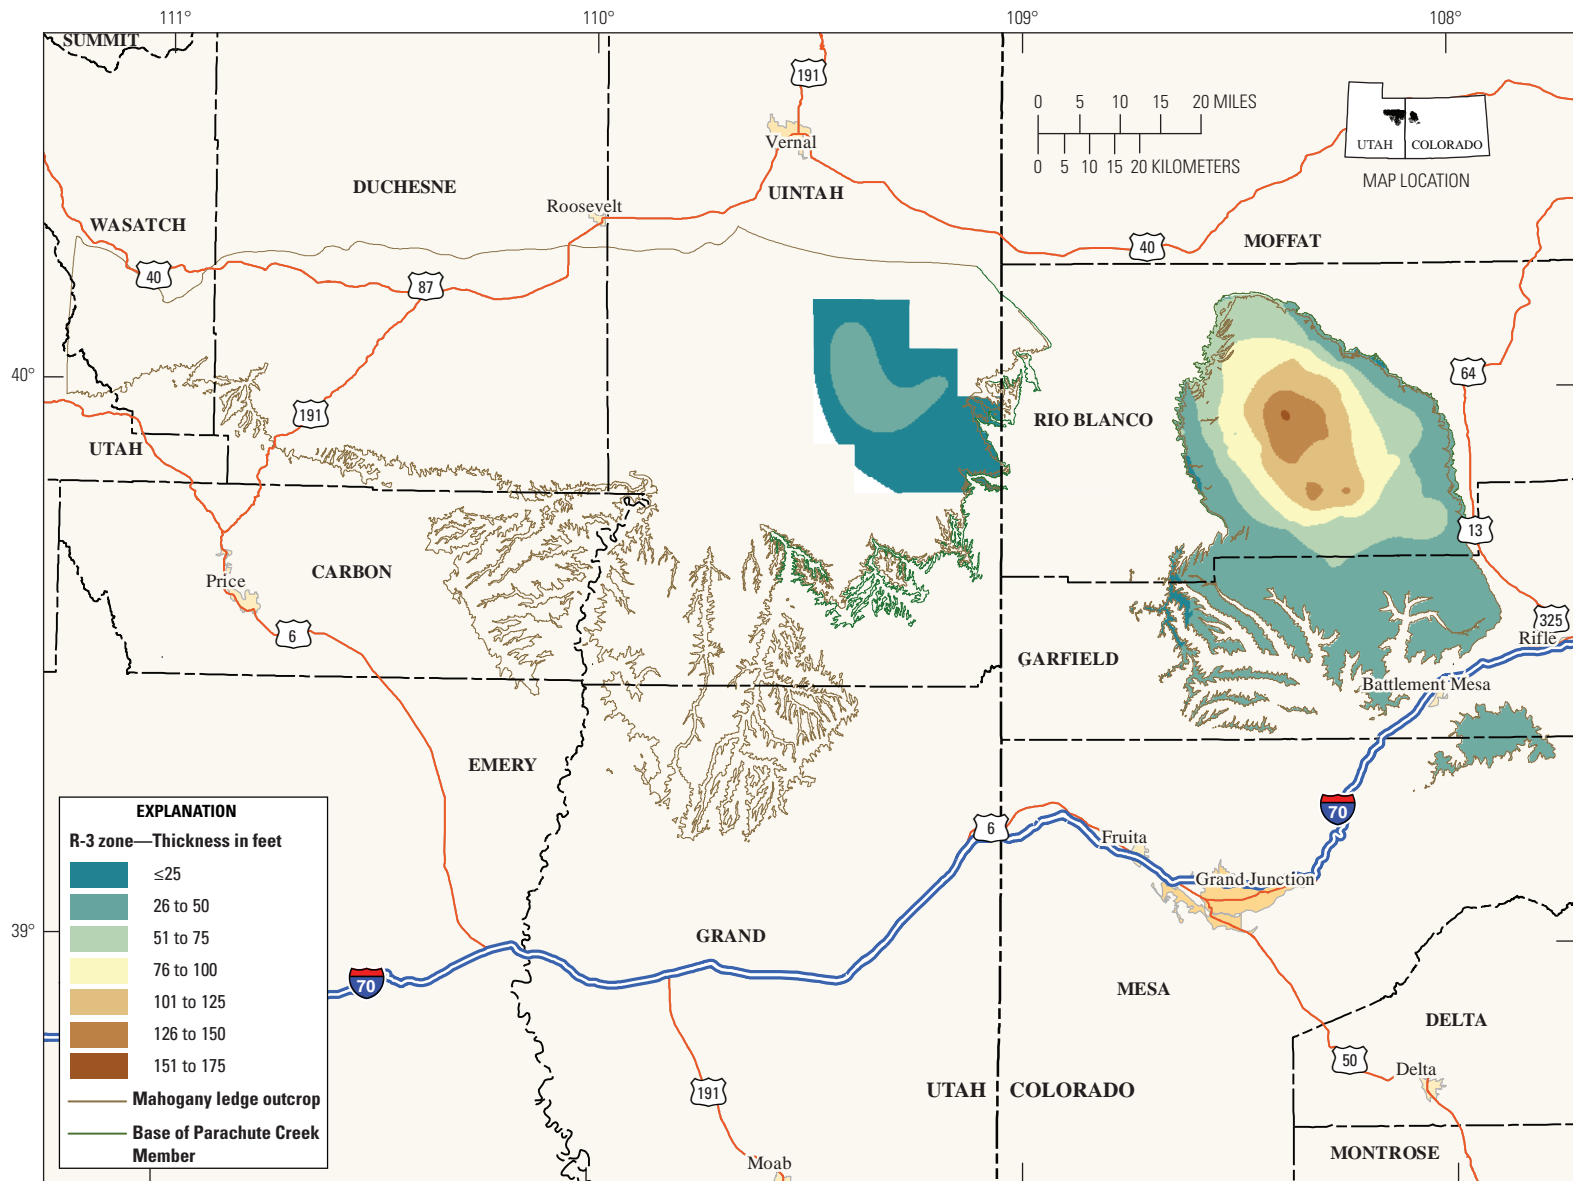 111°
110°
109°
108°
SUMMIT
191
0 5 10 15 20 MILES
0 5 10 15 20 KILOMETERS
UTAH
COLORADO
MAP LOCATION
Vernal
DUCHESNE
UINTAH
Roosevelt
WASATCH
MOFFAT
40
40
87
40°
64
191
RIO BLANCO
UTAH
13
CARBON
Price
6
325
Rifle
GARFIELD
Battlement Mesa
EMERY
EXPLANATION
R-3 zone—Thickness in feet
≤25
26 to 50
51 to 75
76 to 100
101 to 125
126 to 150
151 to 175
Mahogany ledge outcrop
Base of Parachute Creek
Member
70
6
Fruita
Grand Junction
39°
GRAND
70
MESA
DELTA
50
Delta
191
UTAH
COLORADO
MONTROSE
Moab